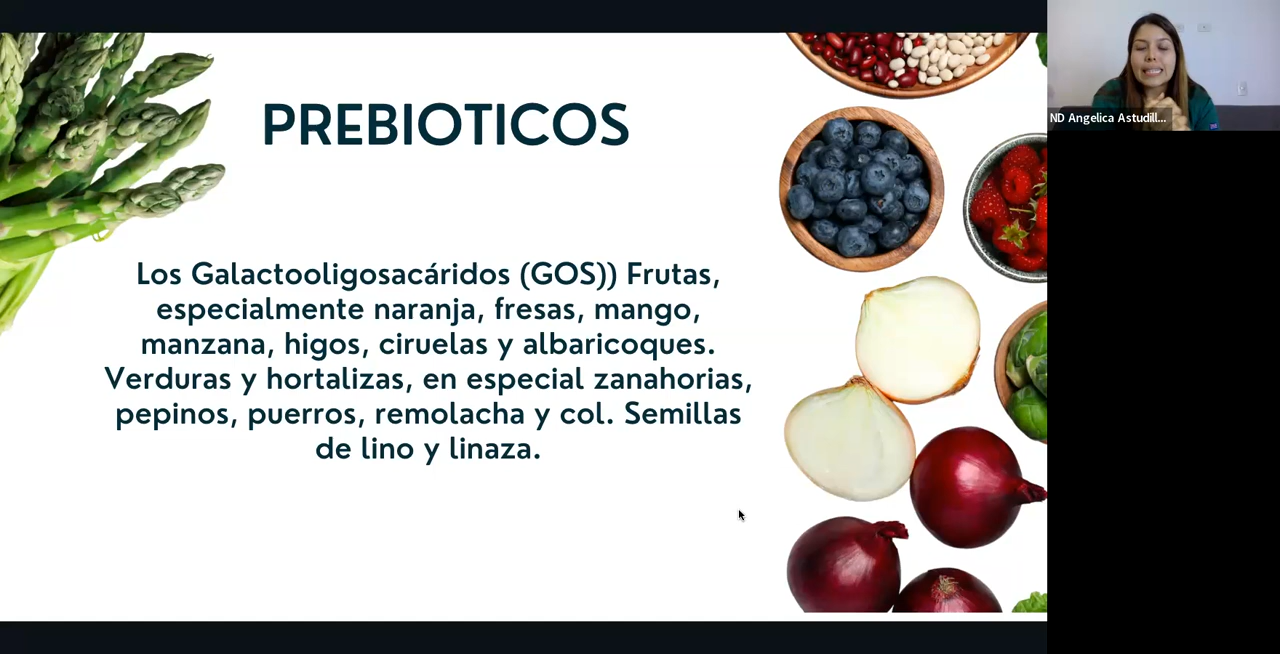 PREBIOTICOS
Los Galactooligosacáridos (GOS)) Frutas,
especialmente naranja, fresas, mango,
manzana, higos, ciruelas y albaricoques.
Verduras y hortalizas, en especial zanahorias,
pepinos, puerros, remolacha y col. Semillas
de lino y linaza.
ND Angelica Astudill...